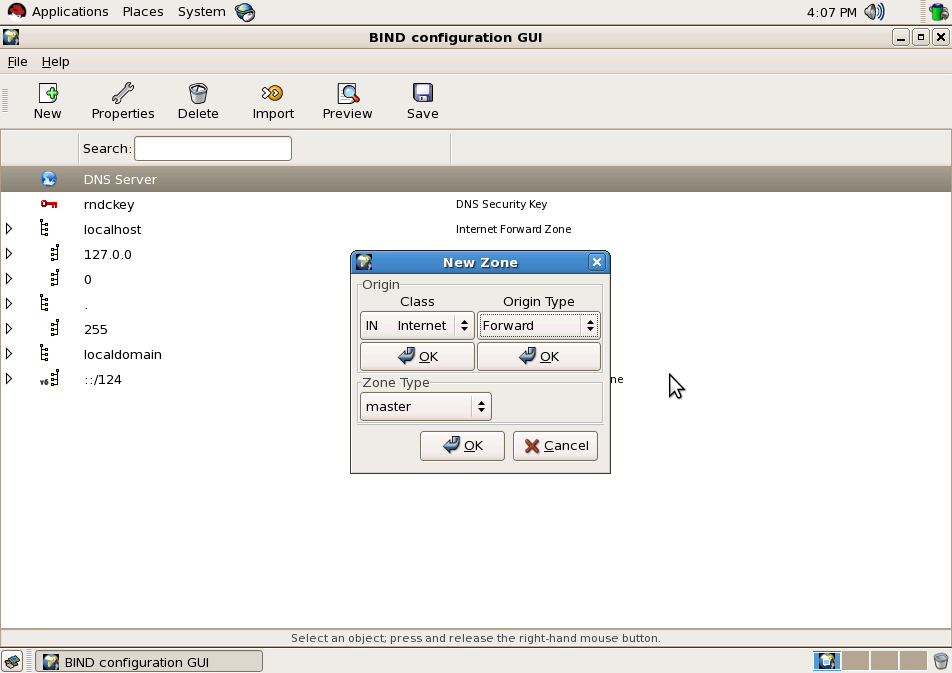 Applications Places System 4:07 PM
BIND configuration GUI
File Help
New Properties Delete Import Preview Save
Search:
DNS Server
rndckey DNS Security Key
localhost Internet Forward Zone
127.0.0
0
.
255
localdomain
v6 ::/124 ne
New Zone
Origin
Class Origin Type
IN Internet Forward
OK OK
Zone Type
master
OK Cancel
Select an object; press and release the right-hand mouse button.
BIND configuration GUI